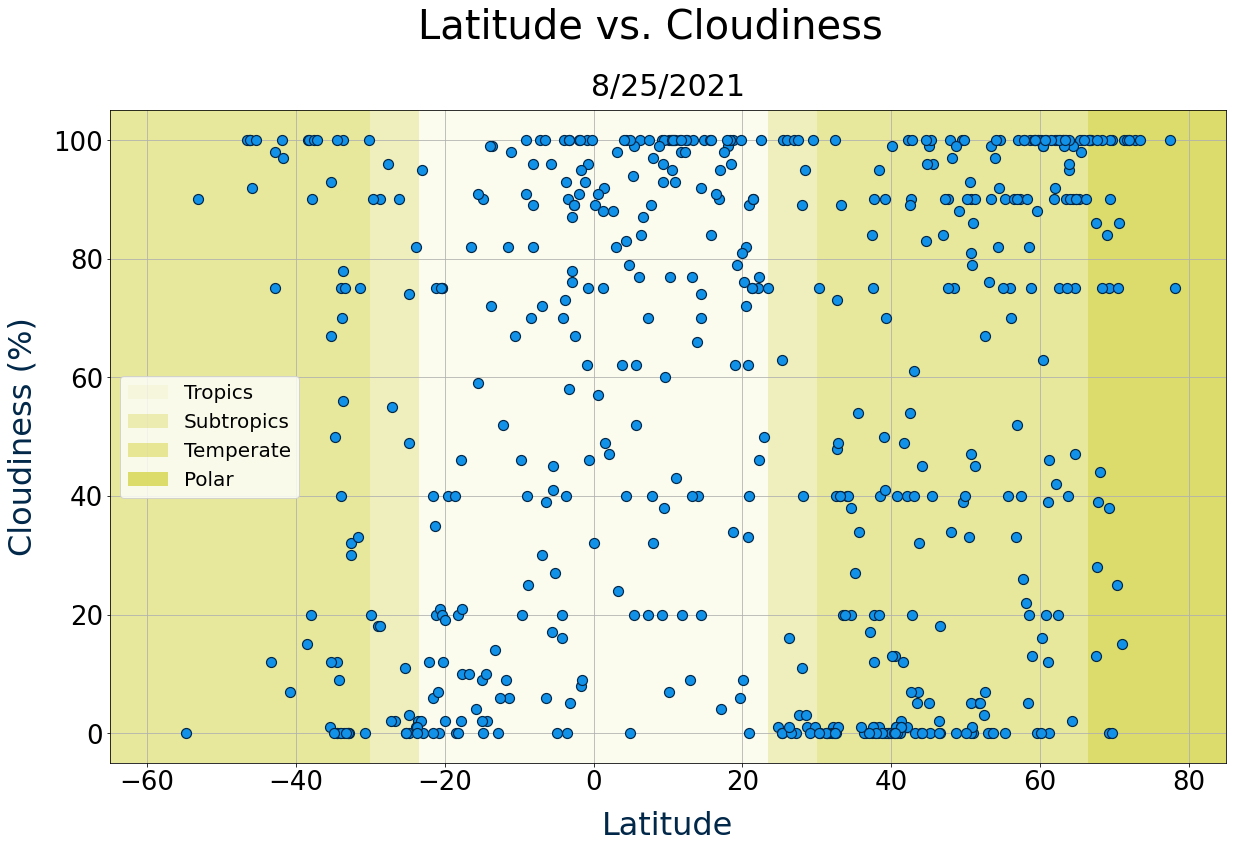 Latitude vs. Cloudiness
8/25/2021
100
80
60
40
20
0
Cloudiness (%)
Tropics
Subtropics
Temperate
Polar
−60 −40 −20 0 20 40 60 80
Latitude